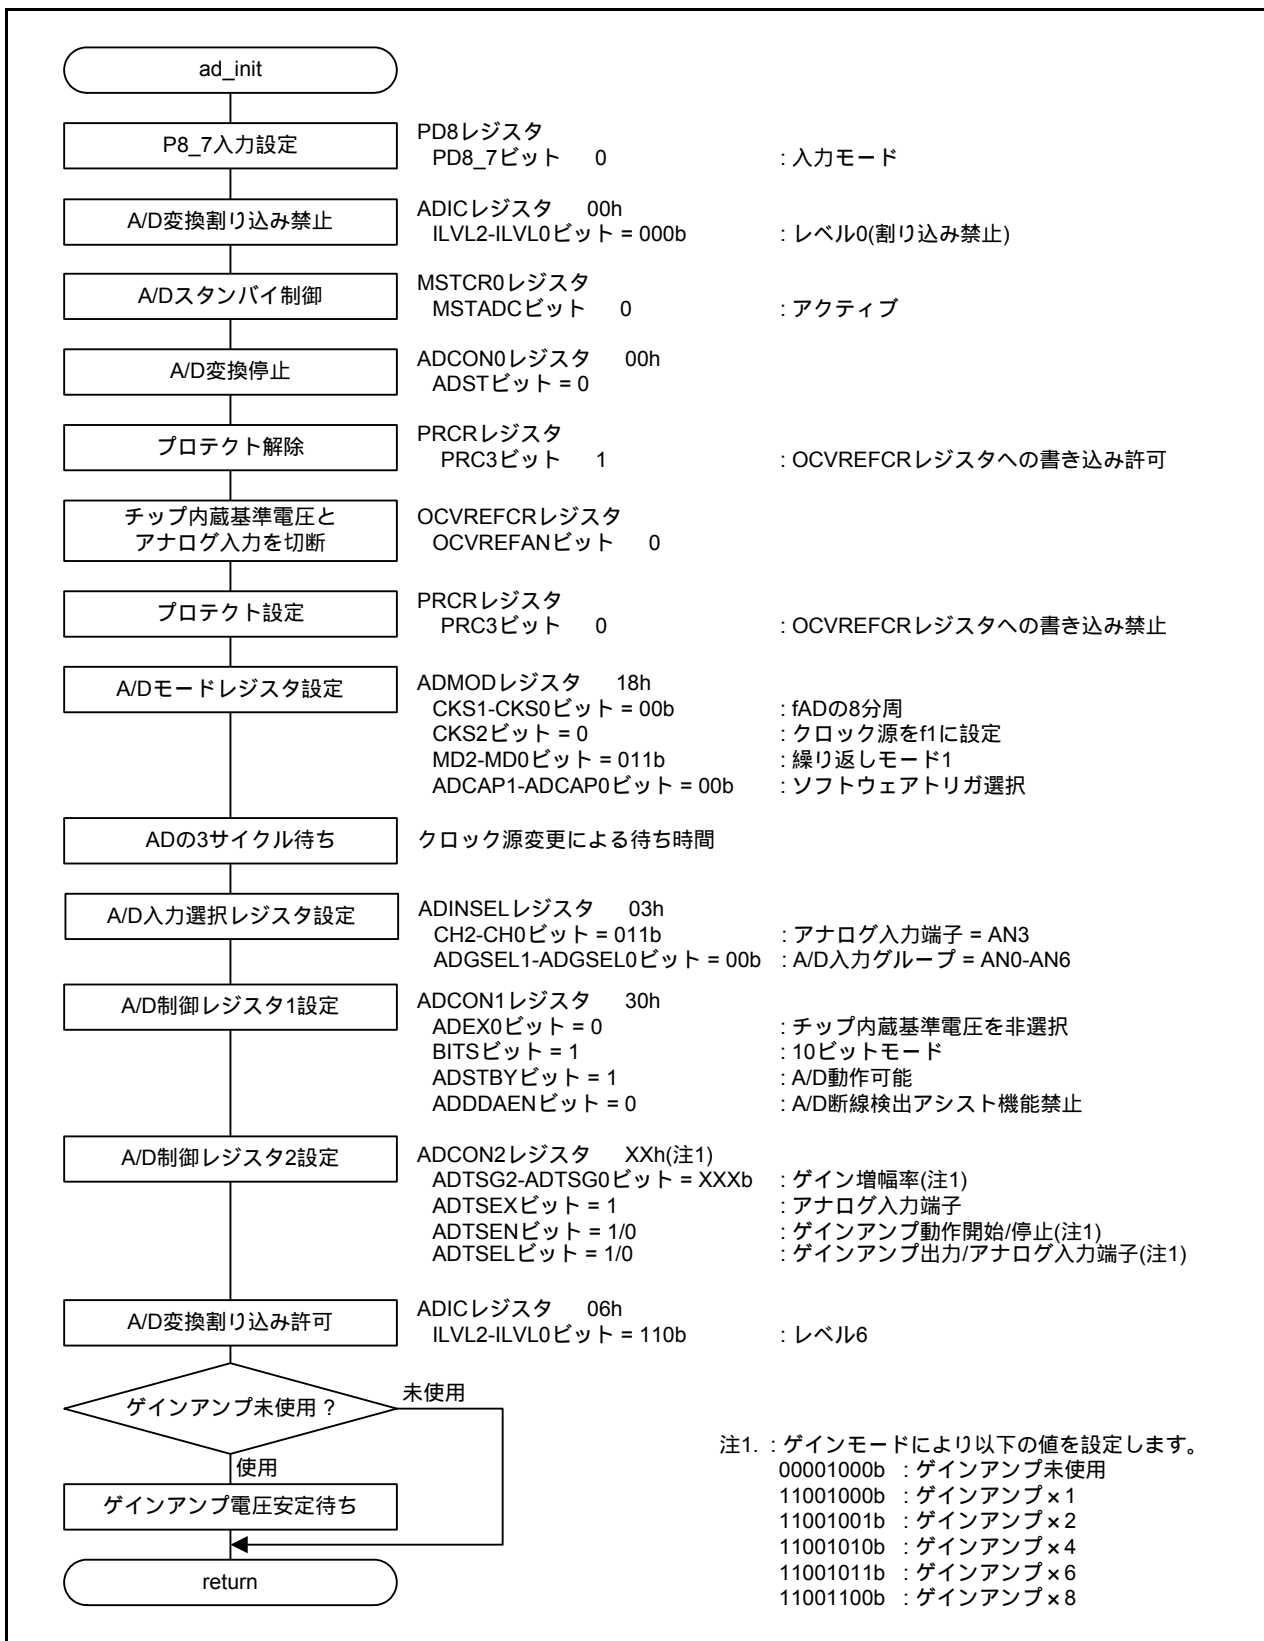 ad_init
P8_7入力設定
PD8レジスタ
PD8_7ビット 0 : 入力モード
A/D変換割り込み禁止
ADICレジスタ 00h
ILVL2-ILVL0ビット = 000b : レベル0(割り込み禁止)
A/Dスタンバイ制御
MSTCR0レジスタ
MSTADCビット 0 : アクティブ
A/D変換停止
ADCON0レジスタ 00h
ADSTビット = 0
プロテクト解除
PRCRレジスタ
PRC3ビット 1 : OCVREFCRレジスタへの書き込み許可
チップ内蔵基準電圧と
アナログ入力を切断
OCVREFCRレジスタ
OCVREFANビット 0
プロテクト設定
PRCRレジスタ
PRC3ビット 0 : OCVREFCRレジスタへの書き込み禁止
A/Dモードレジスタ設定
ADMODレジスタ 18h
CKS1-CKS0ビット = 00b : fADの8分周
CKS2ビット = 0 : クロック源をf1に設定
MD2-MD0ビット = 011b : 繰り返しモード1
ADCAP1-ADCAP0ビット = 00b : ソフトウェアトリガ選択
ADの3サイクル待ち
クロック源変更による待ち時間
A/D入力選択レジスタ設定
ADINSELレジスタ 03h
CH2-CH0ビット = 011b : アナログ入力端子 = AN3
ADGSEL1-ADGSEL0ビット = 00b : A/D入力グループ = AN0-AN6
A/D制御レジスタ1設定
ADCON1レジスタ 30h
ADEX0ビット = 0 : チップ内蔵基準電圧を非選択
BITSビット = 1 : 10ビットモード
ADSTBYビット = 1 : A/D動作可能
ADDDAENビット = 0 : A/D断線検出アシスト機能禁止
A/D制御レジスタ2設定
ADCON2レジスタ XXh(注1)
ADTSG2-ADTSG0ビット = XXXb : ゲイン増幅率(注1)
ADTSEXビット = 1 : アナログ入力端子
ADTSENビット = 1/0 : ゲインアンプ動作開始/停止(注1)
ADTSELビット = 1/0 : ゲインアンプ出力/アナログ入力端子(注1)
A/D変換割り込み許可
ADICレジスタ 06h
ILVL2-ILVL0ビット = 110b : レベル6
ゲインアンプ未使用 ?
未使用
使用
ゲインアンプ電圧安定待ち
return
注1. : ゲインモードにより以下の値を設定します。
00001000b : ゲインアンプ未使用
11001000b : ゲインアンプ×1
11001001b : ゲインアンプ×2
11001010b : ゲインアンプ×4
11001011b : ゲインアンプ×6
11001100b : ゲインアンプ×8